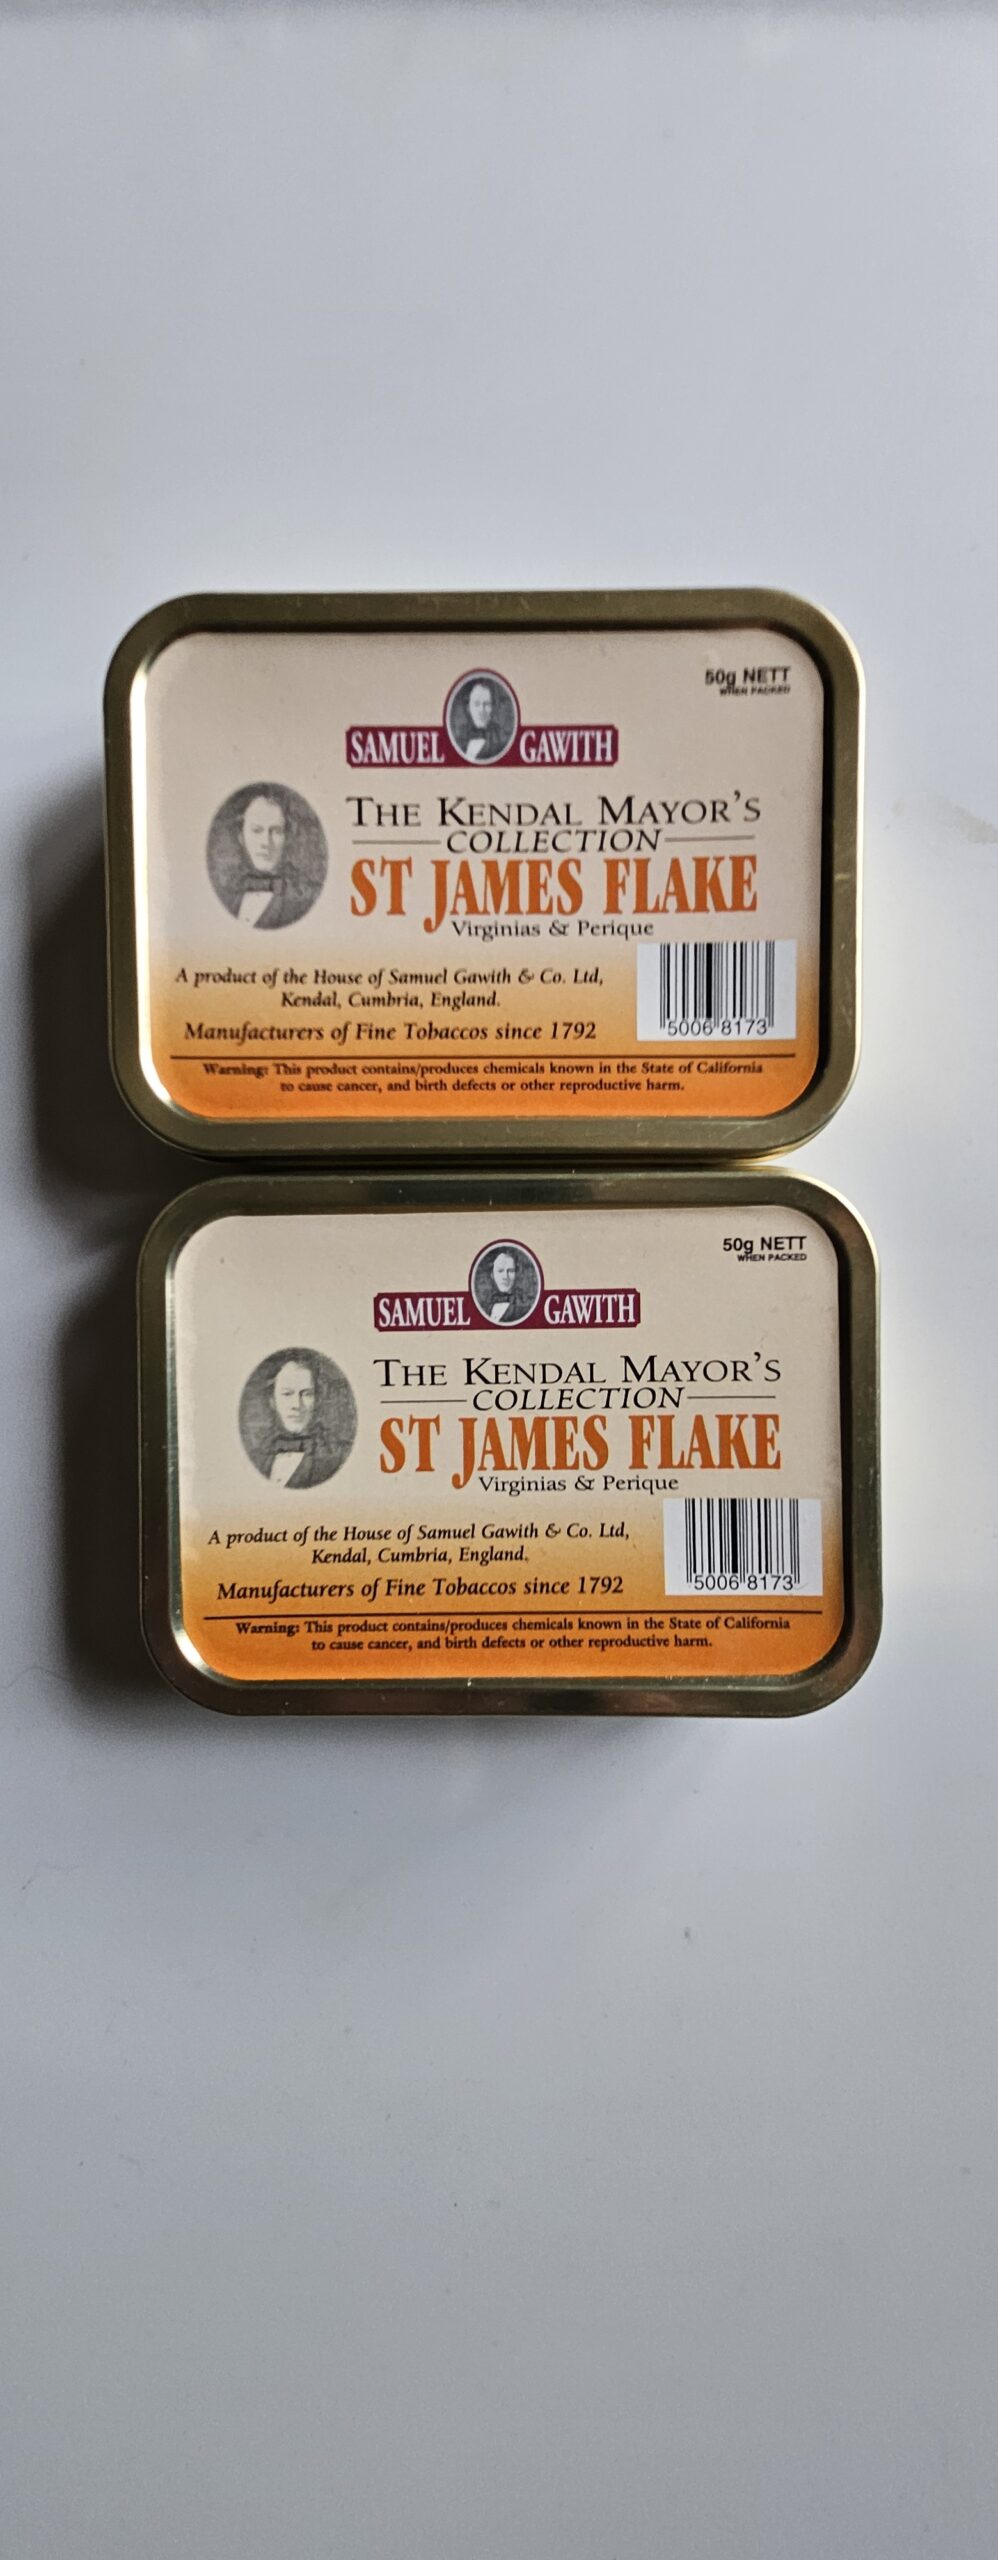 50g NETT
WHEN PACKED
SAMUEL GAWITH
THE KENDAL MAYOR'S
COLLECTION
ST JAMES FLAKE
Virginias & Perique
A product of the House of Samuel Gawith & Co. Ltd,
Kendal, Cumbria, England.
Manufacturers of Fine Tobaccos since 1792
5006 8173
Warning: This product contains/produces chemicals known in the State of California
to cause cancer, and birth defects or other reproductive harm.
50g NETT
WHEN PACKED
SAMUEL GAWITH
THE KENDAL MAYOR'S
COLLECTION
ST JAMES FLAKE
Virginias & Perique
A product of the House of Samuel Gawith & Co. Ltd,
Kendal, Cumbria, England.
Manufacturers of Fine Tobaccos since 1792
5006 8173
Warning: This product contains/produces chemicals known in the State of California
to cause cancer, and birth defects or other reproductive harm.